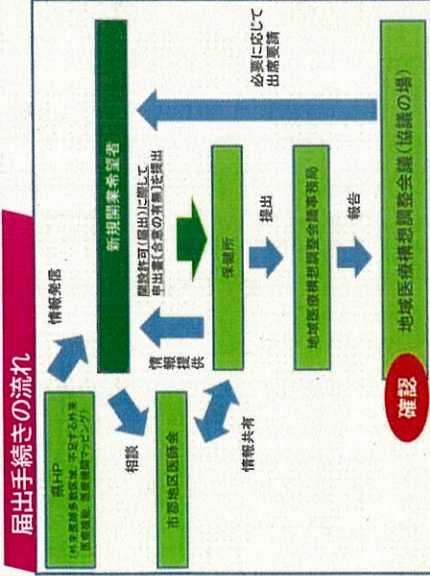 届出手続きの流れ
県HP
(外来医師多数区域、不足する外来
医療機能、医療機関マッピング)
情報発信
新規開業希望者
相談
市郡地区医師会
情報提供
開設許可(届出)に際して
申出書【合意の有無】を提出
情報共有
保健所
提出
地域医療構想調整会議事務局
報告
必要に応じて
出席要請
地域医療構想調整会議(協議の場)
確認